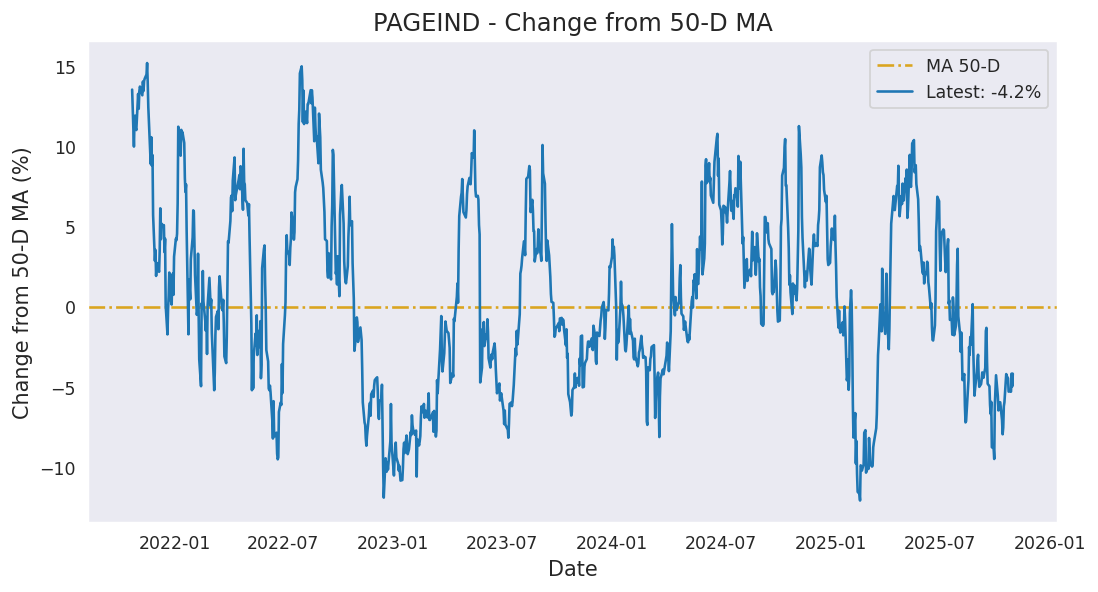 PAGEIND - Change from 50-D MA
MA 50-D
Latest: -4.2%
Change from 50-D MA (%)
15
10
5
0
−5
−10
2022-01 2022-07 2023-01 2023-07 2024-01 2024-07 2025-01 2025-07 2026-01
Date